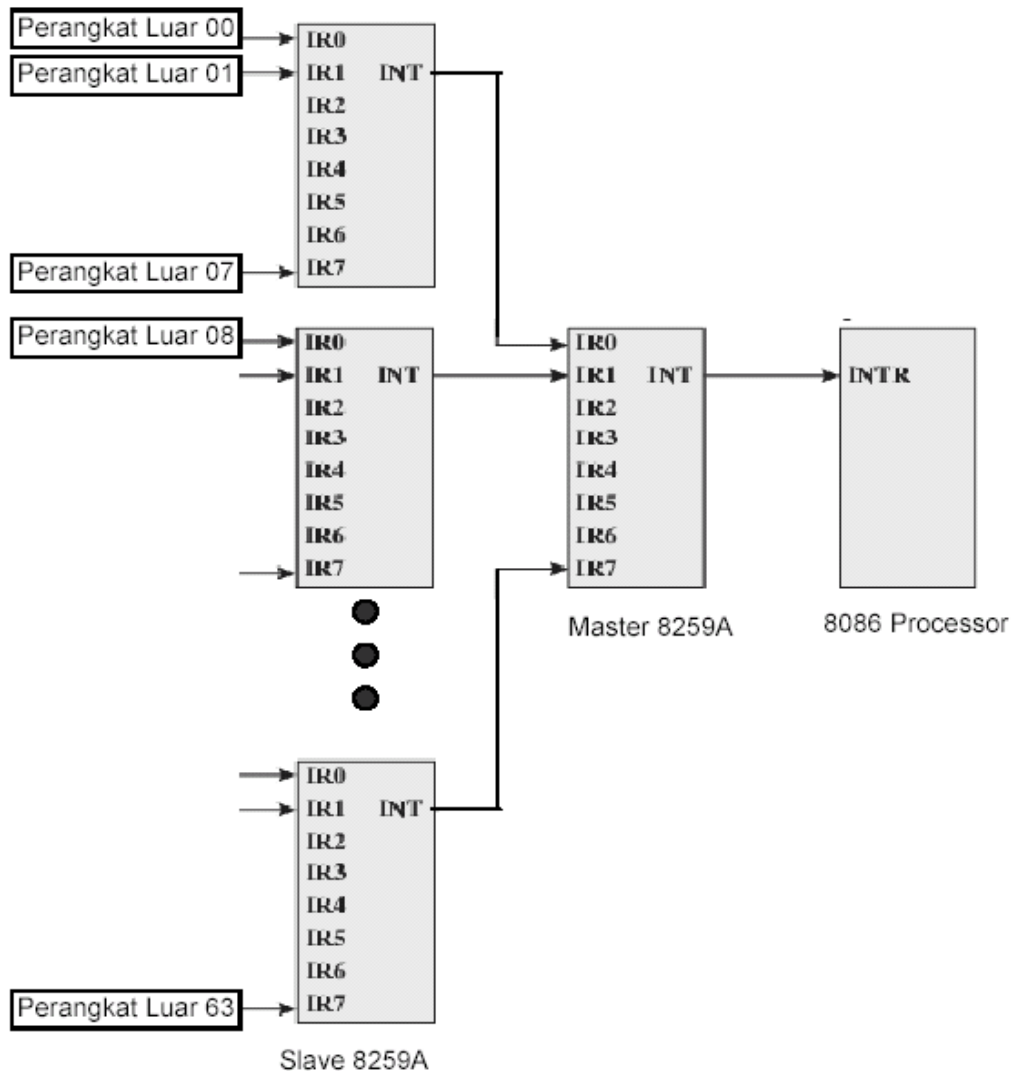 Perangkat Luar 00
Perangkat Luar 01
IR0
IR1 INT
IR2
IR3
IR4
IR5
IR6
IR7
Perangkat Luar 07
Perangkat Luar 08
IR0
IR1 INT
IR2
IR3
IR4
IR5
IR6
IR7
IR0
IR1 INT
IR2
IR3
IR4
IR5
IR6
IR7
Master 8259A
INTR
8086 Processor
IR0
IR1 INT
IR2
IR3
IR4
IR5
IR6
IR7
Perangkat Luar 63
Slave 8259A